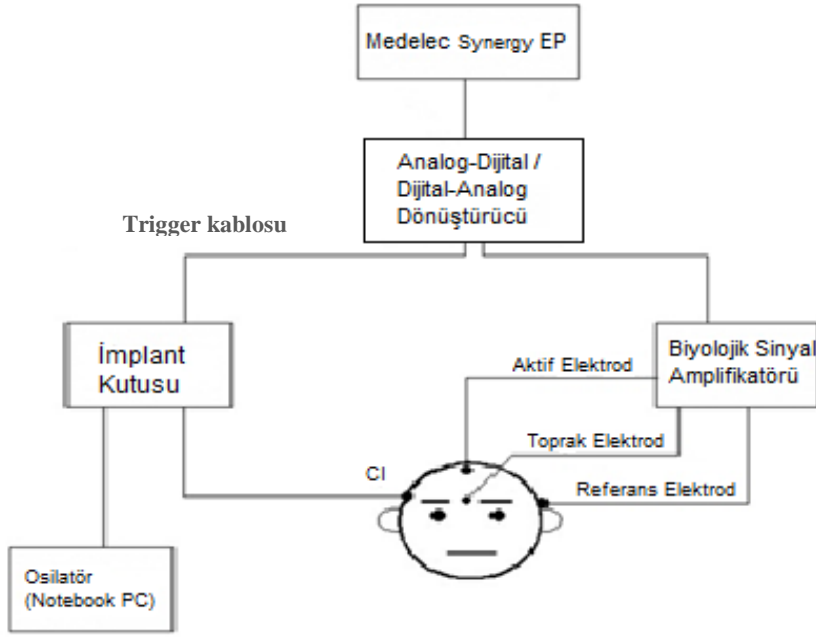 Medelec Synergy EP
Analog-Dijital /
Dijital-Analog
Dönüştürücü
Trigger kablosu
İmplant
Kutusu
Biyolojik Sinyal
Amplifikatörü
Aktif Elektrod
Toprak Elektrod
CI
Referans Elektrod
Osilatör
(Notebook PC)